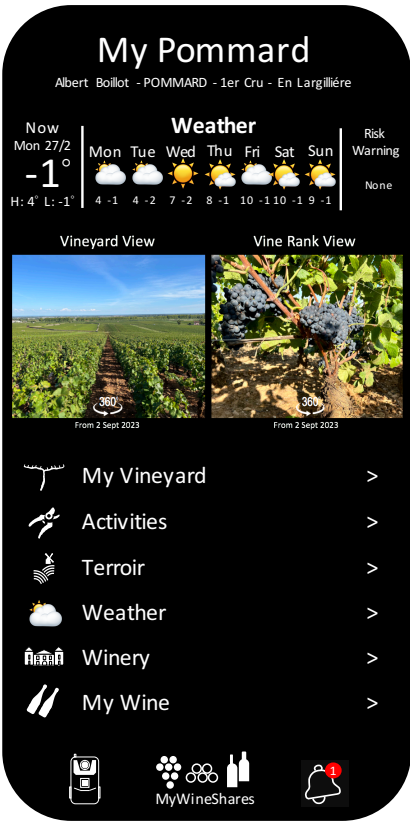 My Pommard
Albert Boillot - POMMARD - 1er Cru - En Largilliére
Now
Mon 27/2
-1°
H: 4° L: -1°
Weather
Mon Tue Wed Thu Fri Sat Sun
4 -1 4 -2 7 -2 8 -1 10 -1 10 -1 9 -1
Risk
Warning
None
Vineyard View
360
From 2 Sept 2023
Vine Rank View
360
From 2 Sept 2023
My Vineyard >
Activities >
Terroir >
Weather >
Winery >
My Wine >
MyWineShares
1